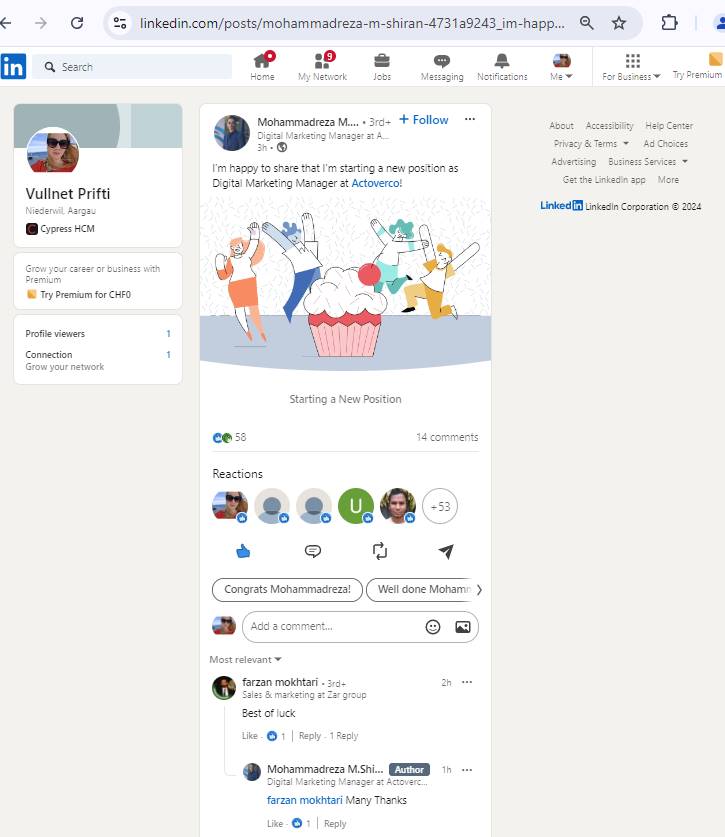 linkedin.com/posts/mohammadreza-m-shiran-4731a9243_im-happ...
in
Search
Home
9
My Network
Jobs
Messaging
Notifications
Me
For Business
Try Premium
Vullnet Prifti
Niederwil, Aargau
Cypress HCM
Grow your career or business with
Premium
Try Premium for CHF0
Profile viewers 1
Connection 1
Grow your network
Mohammadreza M.... • 3rd+
+ Follow
Digital Marketing Manager at A...
3h •
I'm happy to share that I'm starting a new position as
Digital Marketing Manager at Actoverco!
Starting a New Position
58
14 comments
Reactions
U
+53
Congrats Mohammadreza!
Well done Moham
Add a comment...
Most relevant
farzan mokhtari • 3rd+
2h
Sales & marketing at Zar group
Best of luck
Like · 1 | Reply · 1 Reply
Mohammadreza M.Shi... Author
1h
Digital Marketing Manager at Actoverc...
farzan mokhtari Many Thanks
Like · 1 | Reply
About Accessibility Help Center
Privacy & Terms Ad Choices
Advertising Business Services
Get the LinkedIn app More
Linked in LinkedIn Corporation © 2024